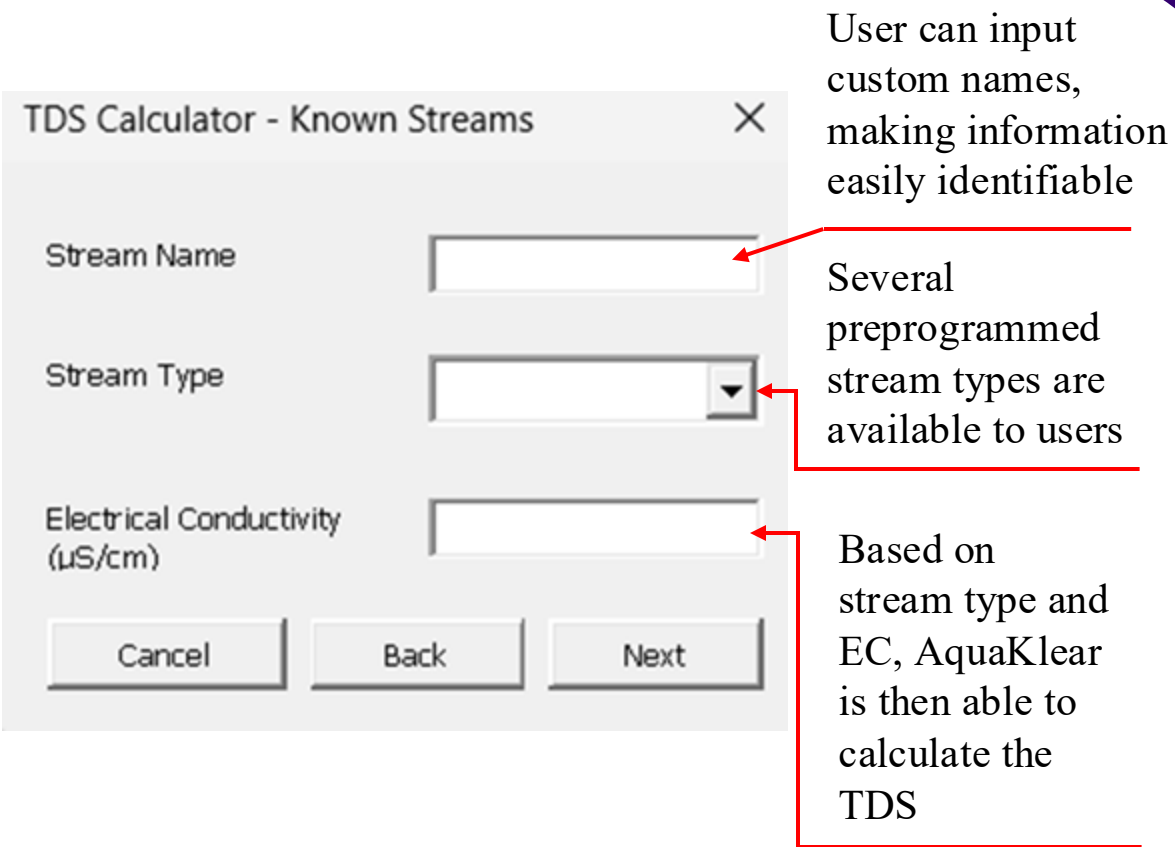 User can input
custom names,
making information
easily identifiable
TDS Calculator - Known Streams
Stream Name
Several
preprogrammed
stream types are
available to users
Stream Type
Electrical Conductivity
(µS/cm)
Based on
stream type and
EC, AquaKlear
is then able to
calculate the
TDS
Cancel
Back
Next